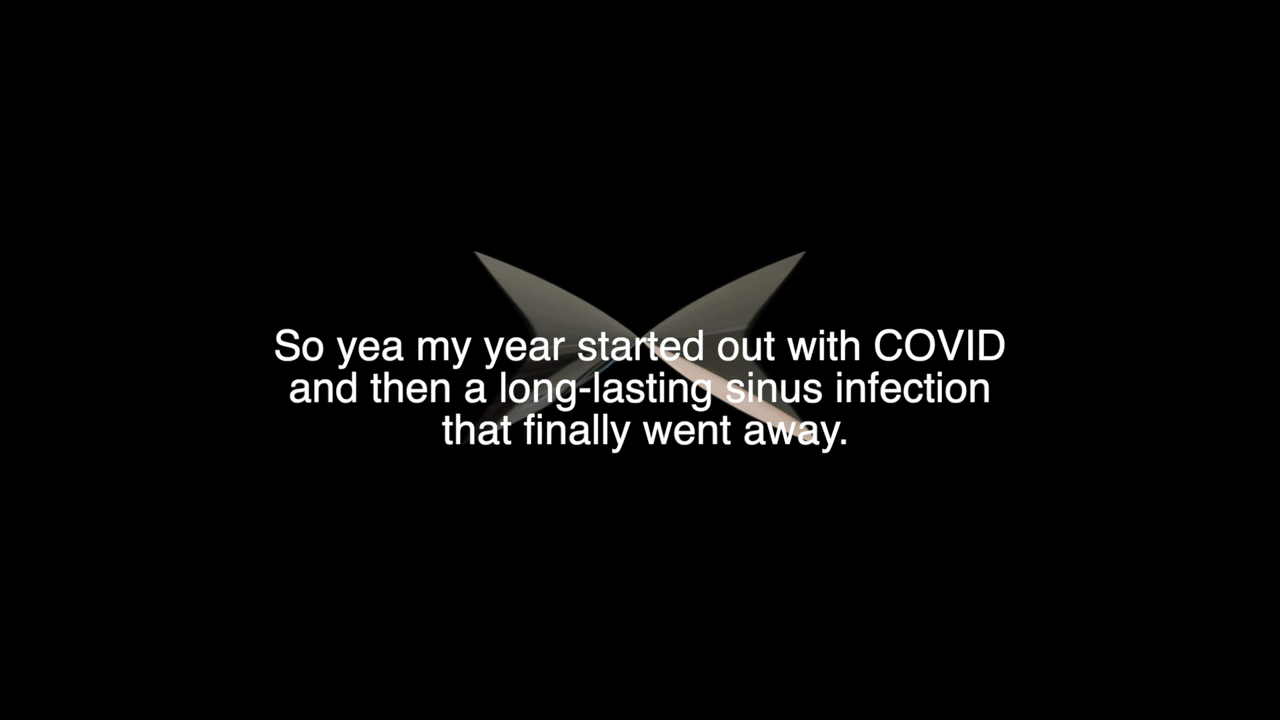 So yea my year started out with COVID
and then a long-lasting sinus infection
that finally went away.